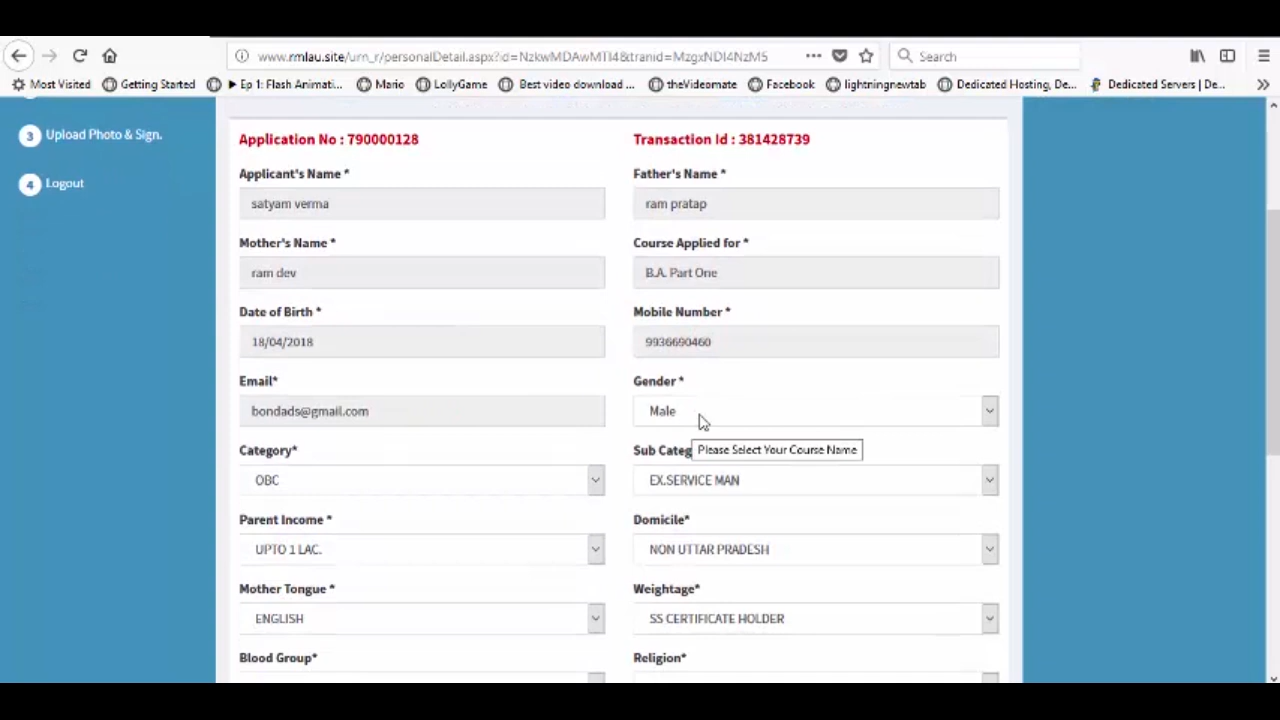 www.rmlau.site/urn_r/personalDetail.aspx?id=NzkwMDAwMTI4&tranid=MzgxNDI4NzM5
Search
Most Visited Getting Started ▶ Ep 1: Flash Animati... Mario LollyGame Best video download ... theVideomate Facebook lightningnewtab Dedicated Hosting, De... Dedicated Servers | De...
3 Upload Photo & Sign.
4 Logout
Application No : 790000128 Transaction Id : 381428739
Applicant's Name * Father's Name *
satyam verma ram pratap
Mother's Name * Course Applied for *
ram dev B.A. Part One
Date of Birth * Mobile Number *
18/04/2018 9936690460
Email* Gender *
bondads@gmail.com Male
Category* Sub Categ Please Select Your Course Name
OBC EX.SERVICE MAN
Parent Income * Domicile*
UPTO 1 LAC. NON UTTAR PRADESH
Mother Tongue * Weightage*
ENGLISH SS CERTIFICATE HOLDER
Blood Group* Religion*